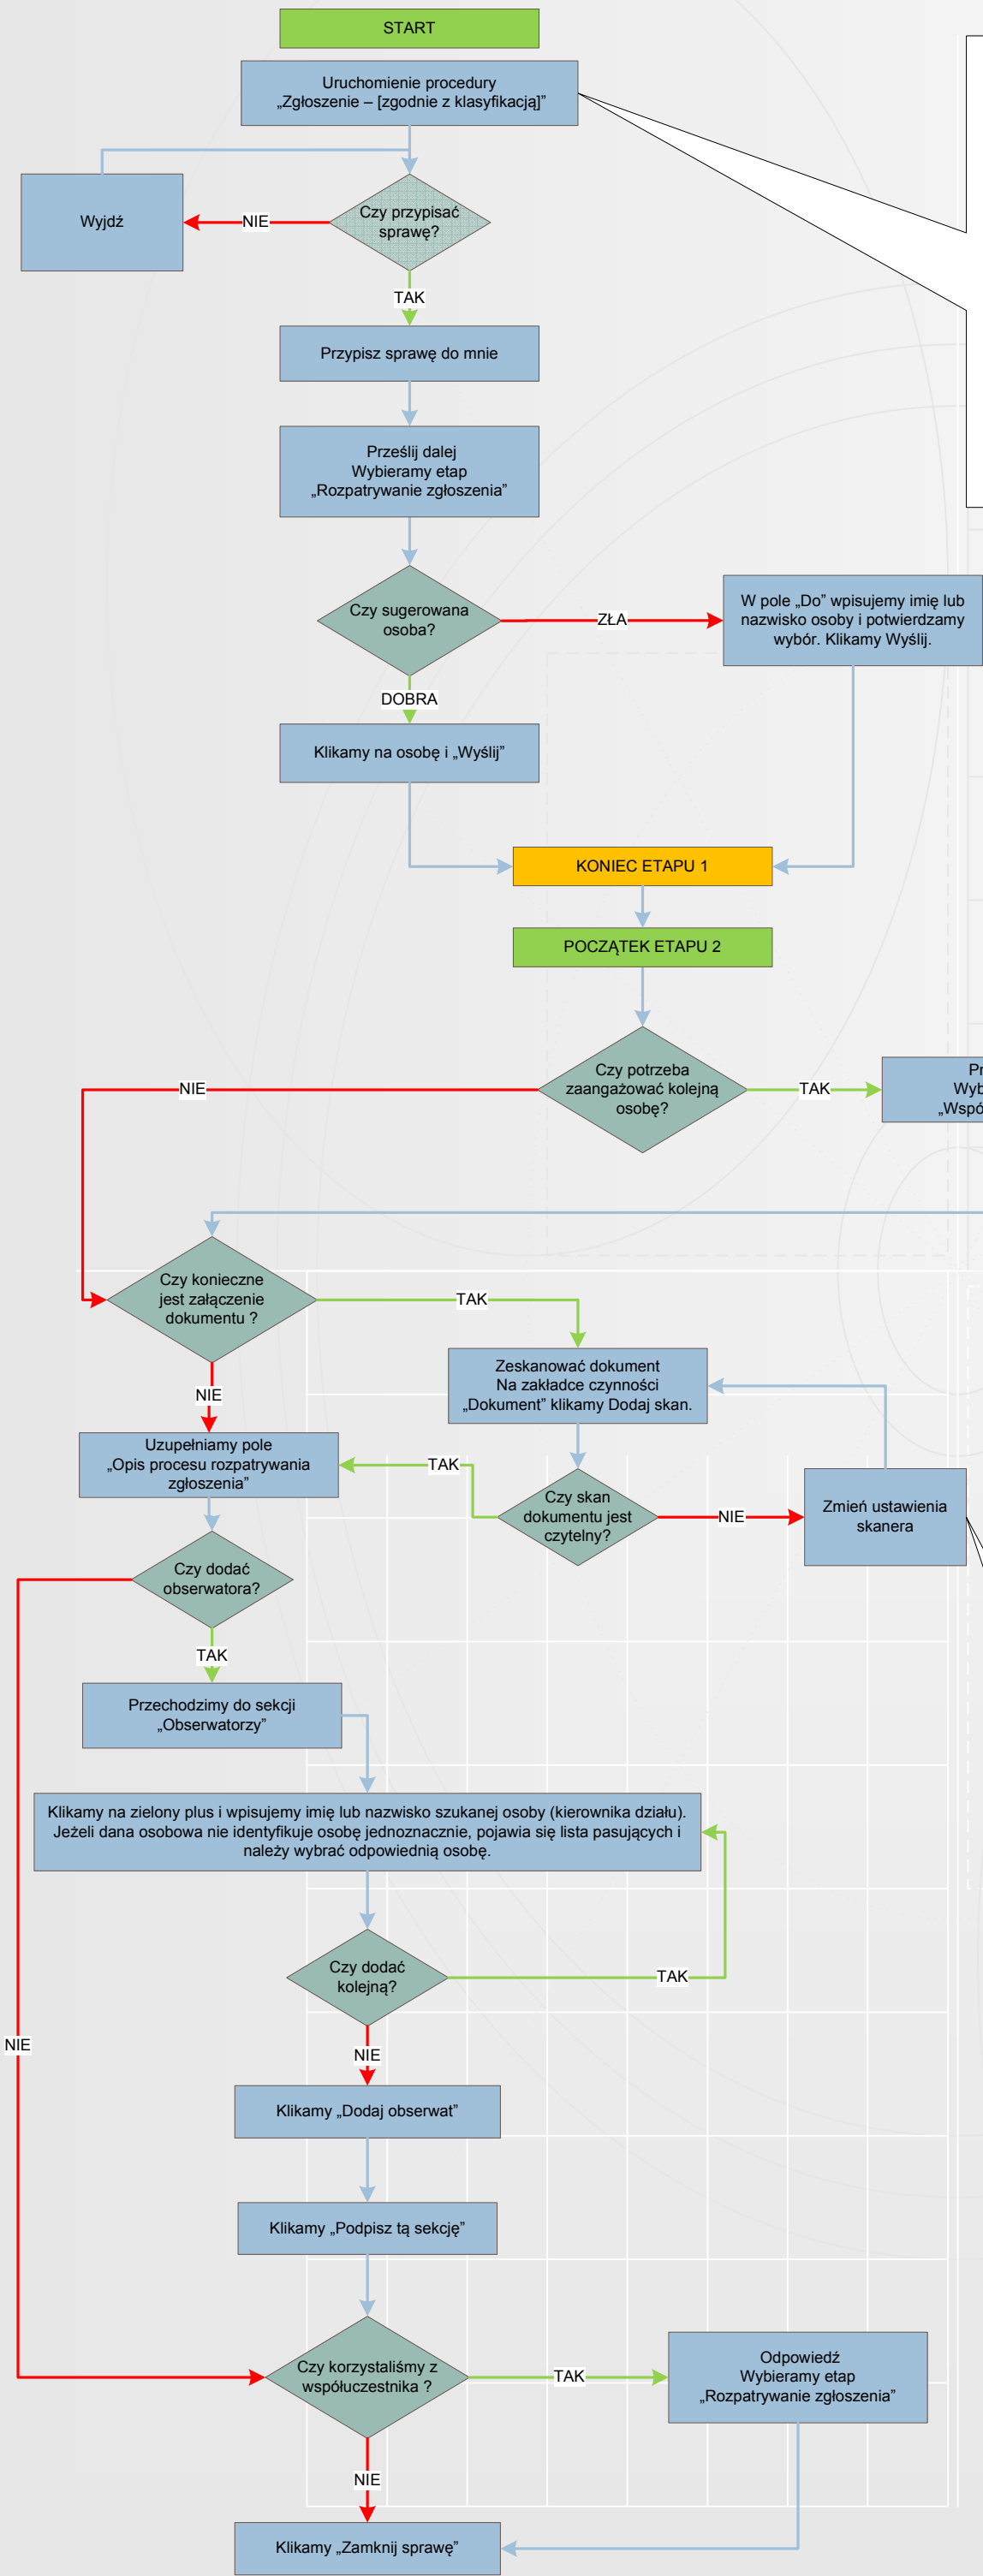 START
Uruchomienie procedury
„Zgłoszenie – [zgodnie z klasyfikacją]”
Wyjdź
NIE
Czy przypisać
sprawę?
TAK
Przypisz sprawę do mnie
Prześlij dalej
Wybieramy etap
„Rozpatrywanie zgłoszenia”
Czy sugerowana
osoba?
ZŁA
W pole „Do” wpisujemy imię lub
nazwisko osoby i potwierdzamy
wybór. Klikamy Wyślij.
DOBRA
Klikamy na osobę i „Wyślij”
KONIEC ETAPU 1
POCZĄTEK ETAPU 2
Czy potrzeba
zaangażować kolejną
osobę?
NIE
TAK
Czy konieczne
jest załączenie
dokumentu ?
TAK
Zeskanować dokument
Na zakładce czynności
„Dokument” klikamy Dodaj skan.
NIE
Uzupełniamy pole
„Opis procesu rozpatrywania
zgłoszenia”
TAK
Czy skan
dokumentu jest
czytelny?
NIE
Zmień ustawienia
skanera
Czy dodać
obserwatora?
TAK
Przechodzimy do sekcji
„Obserwatorzy”
Klikamy na zielony plus i wpisujemy imię lub nazwisko szukanej osoby (kierownika działu).
Jeżeli dana osobowa nie identyfikuje osobę jednoznacznie, pojawia się lista pasujących i
należy wybrać odpowiednią osobę.
Czy dodać
kolejną?
TAK
NIE
NIE
Klikamy „Dodaj obserwat”
Klikamy „Podpisz tą sekcję”
Czy korzystaliśmy z
współuczestnika ?
TAK
Odpowiedź
Wybieramy etap
„Rozpatrywanie zgłoszenia”
NIE
Klikamy „Zamknij sprawę”